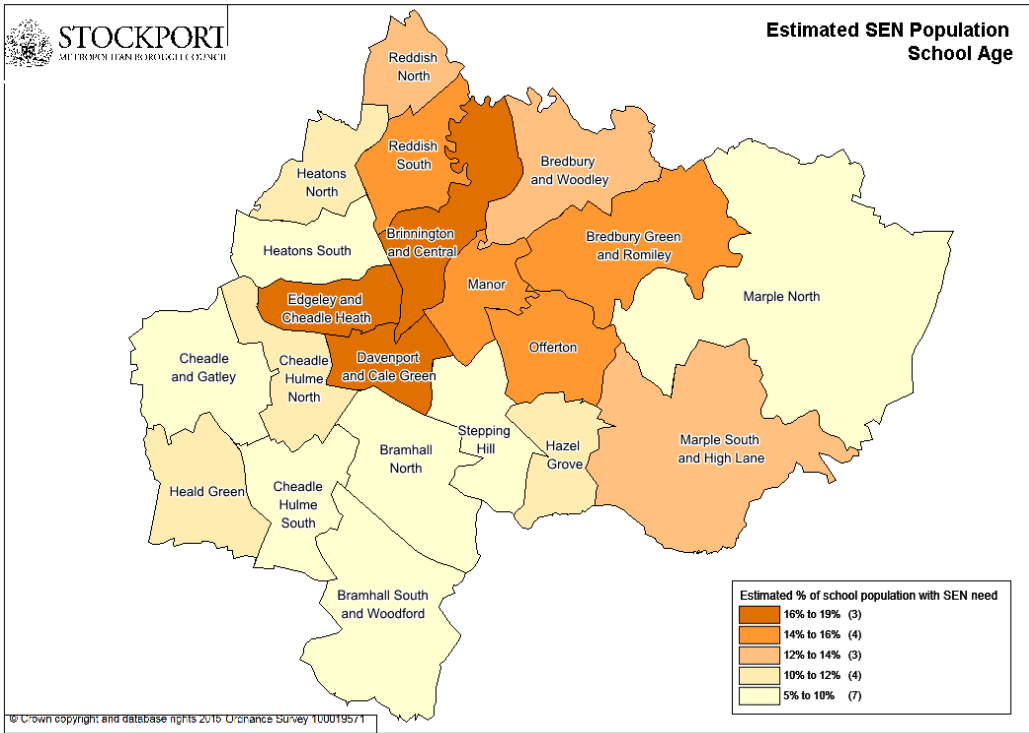 STOCKPORT
METROPOLITAN BOROUGH COUNCIL
Estimated SEN Population
School Age
Reddish
North
Reddish
South
Heatons
North
Bredbury
and Woodley
Brinnington
and Central
Bredbury Green
and Romiley
Heatons South
Manor
Marple North
Edgeley and
Cheadle Heath
Offerton
Cheadle
and Gatley
Cheadle
Hulme
North
Davenport
and Cale Green
Stepping
Hill
Hazel
Grove
Marple South
and High Lane
Bramhall
North
Heald Green
Cheadle
Hulme
South
Bramhall South
and Woodford
Estimated % of school population with SEN need
16% to 19% (3)
14% to 16% (4)
12% to 14% (3)
10% to 12% (4)
5% to 10% (7)
© Crown copyright and database rights 2015 Ordnance Survey 100019571